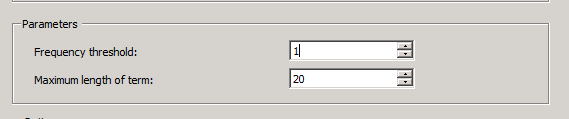 Parameters
Frequency threshold: 1
Maximum length of term: 20